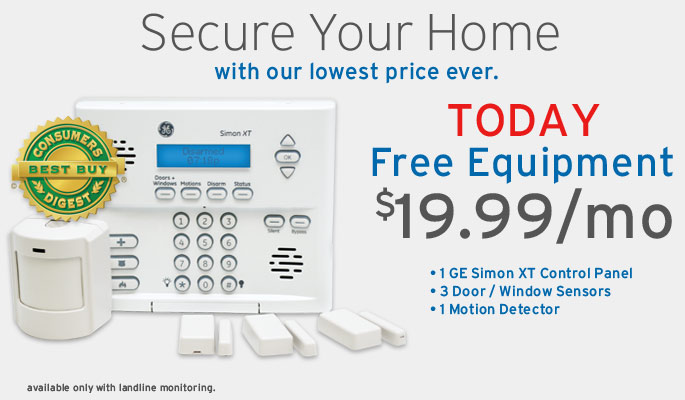 Secure Your Home
with our lowest price ever.
TODAY
Free Equipment
$19.99/mo
• 1 GE Simon XT Control Panel
• 3 Door / Window Sensors
• 1 Motion Detector
CONSUMERS
BEST BUY
DIGEST
GE
Simon XT
Disarmed
OK
Doors +
Windows Motions Disarm Status
1 2 3
4 5 6
7 8 9
0
Silent Bypass
available only with landline monitoring.